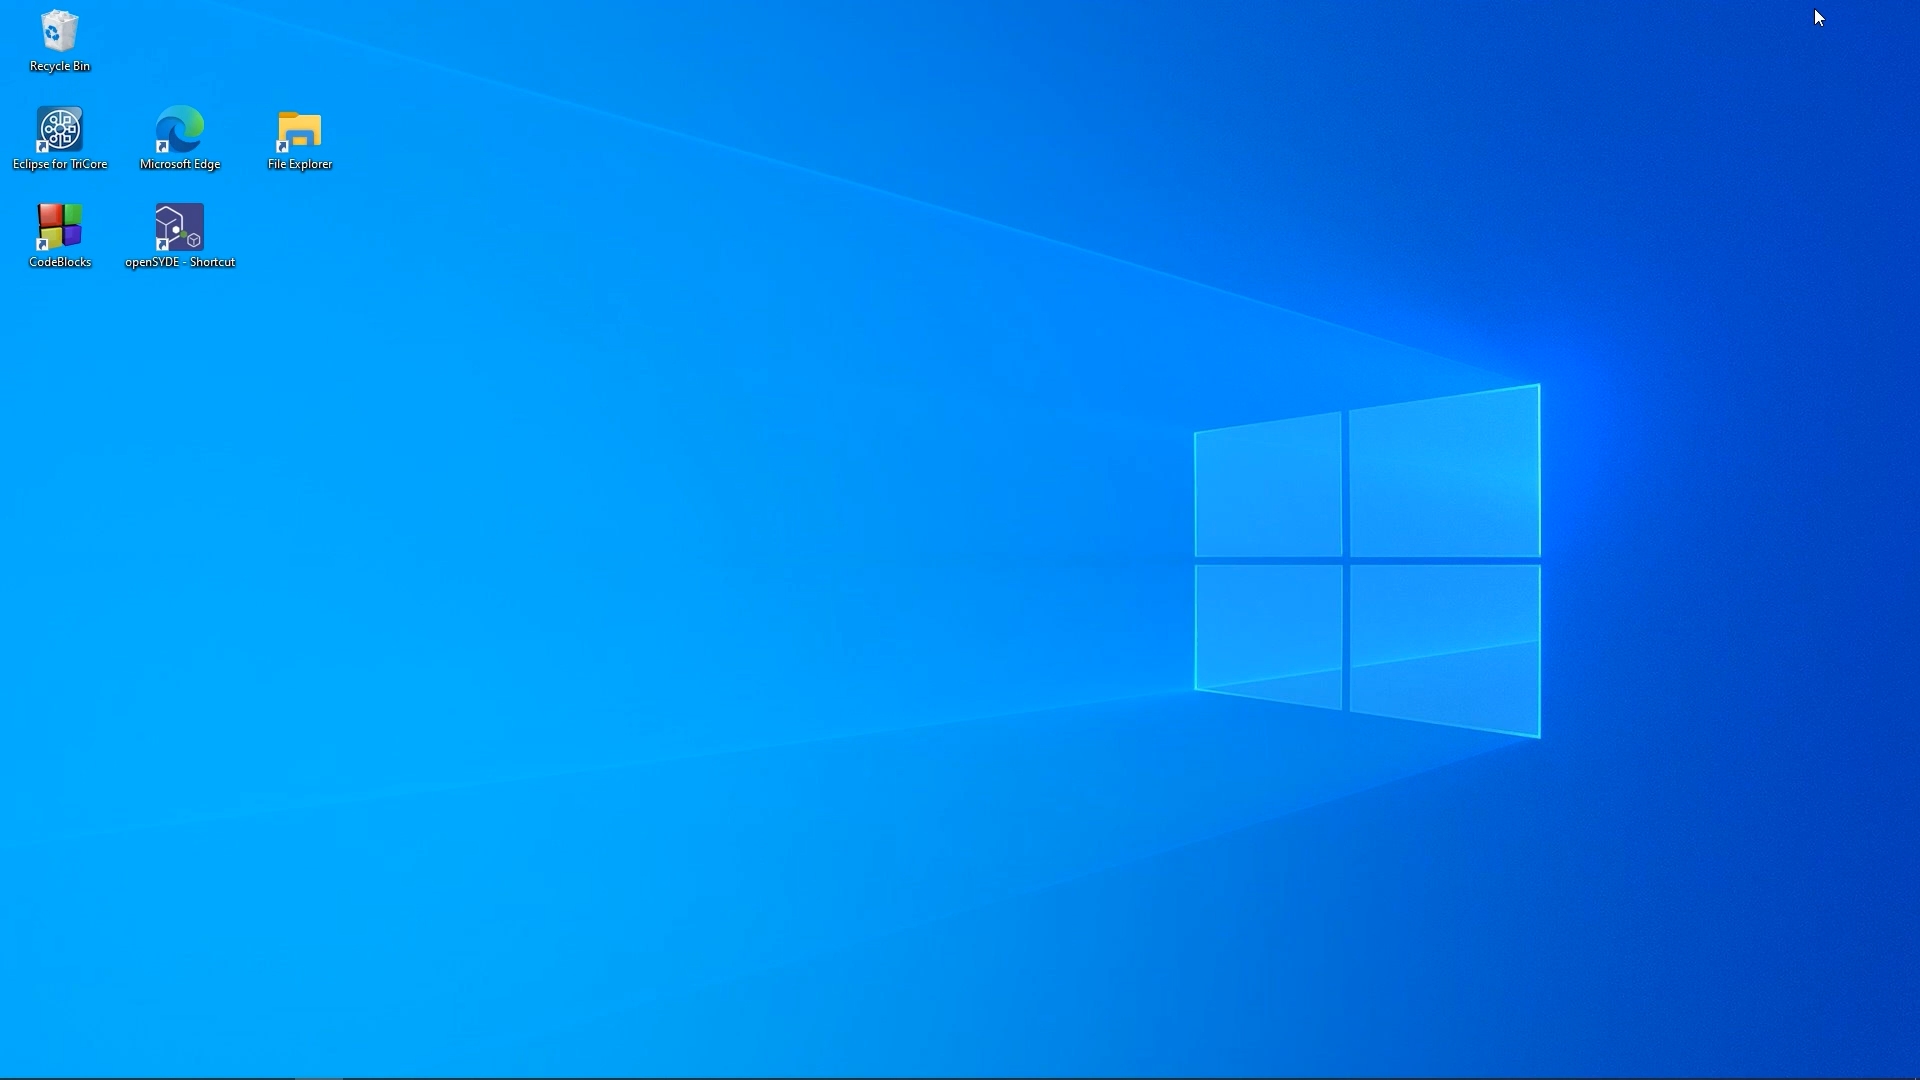 Recycle Bin
Eclipse for TriCore
Microsoft Edge
File Explorer
CodeBlocks
openSYDE - Shortcut